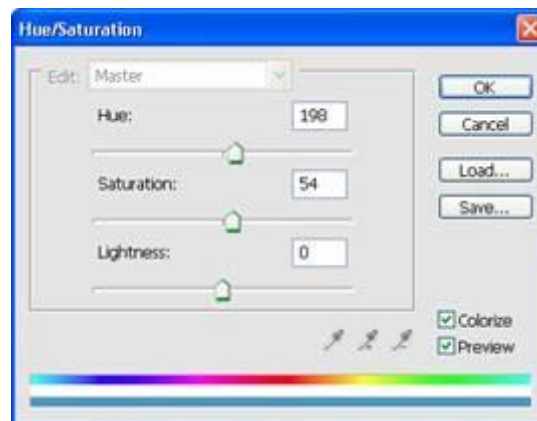 Hue/Saturation
Edit: Master
OK
Hue: 198
Cancel
Load...
Saturation: 54
Save...
Lightness: 0
Colorize
Preview